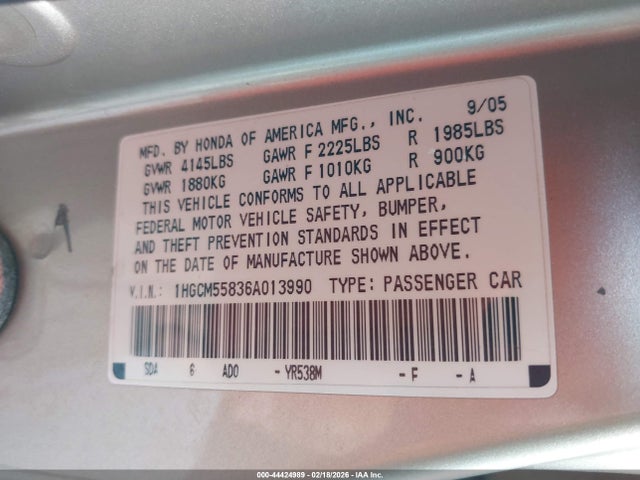 9/05
MFD. BY HONDA OF AMERICA MFG., INC.
GVWR 4145LBS GAWR F 2225LBS R 1985LBS
GVWR 1880KG GAWR F 1010KG R 900KG
THIS VEHICLE CONFORMS TO ALL APPLICABLE
FEDERAL MOTOR VEHICLE SAFETY, BUMPER,
AND THEFT PREVENTION STANDARDS IN EFFECT
ON THE DATE OF MANUFACTURE SHOWN ABOVE.
V.I.N.: 1HGCM55836A013990 TYPE: PASSENGER CAR
SDA 6 ADO - YR538M - F - A
A
000-44424989 - 02/18/2026 - IAA Inc.